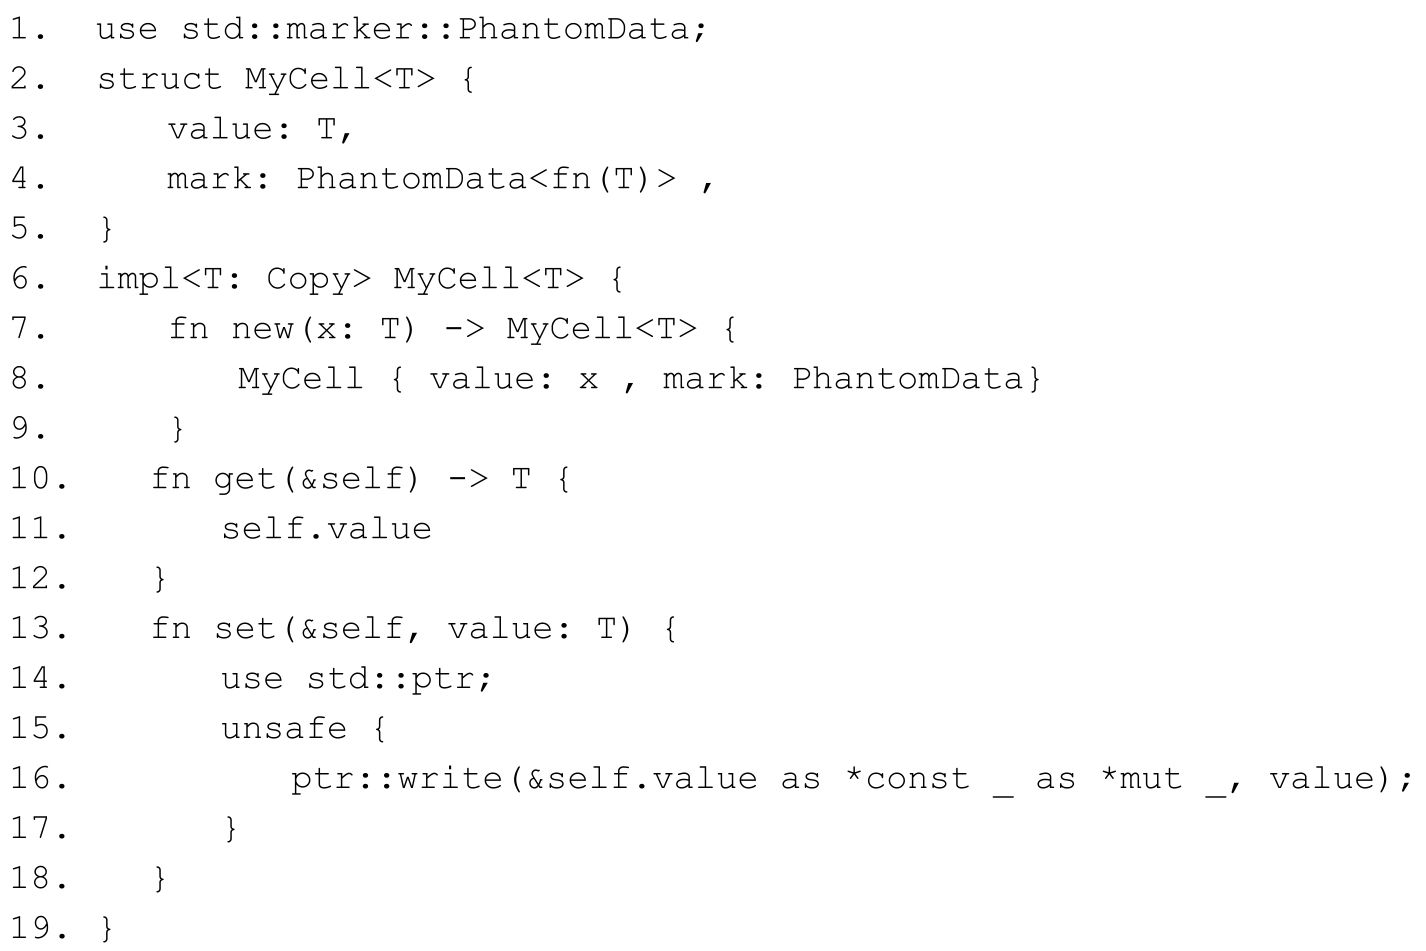 1. use std::marker::PhantomData;
2. struct MyCell<T> {
3. value: T,
4. mark: PhantomData<fn(T)> ,
5. }
6. impl<T: Copy> MyCell<T> {
7. fn new(x: T) -> MyCell<T> {
8. MyCell { value: x , mark: PhantomData}
9. }
10. fn get(&self) -> T {
11. self.value
12. }
13. fn set(&self, value: T) {
14. use std::ptr;
15. unsafe {
16. ptr::write(&self.value as *const _ as *mut _, value);
17. }
18. }
19. }